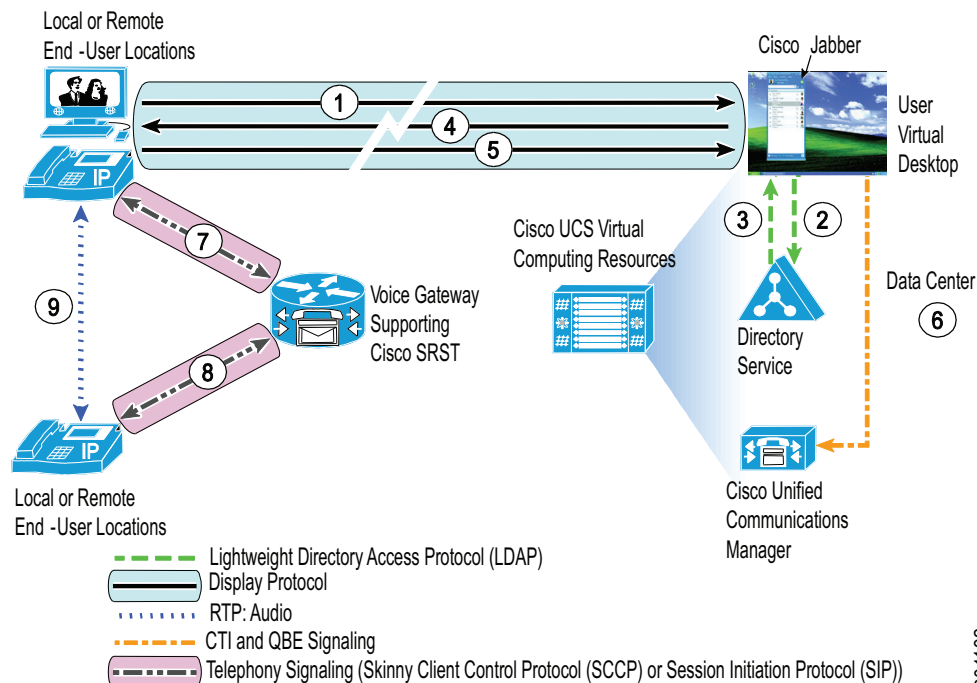 Local or Remote
End -User Locations
Cisco Jabber
1
4
5
User
Virtual
Desktop
IP
3
2
7
Cisco UCS Virtual
Computing Resources
9
Voice Gateway
Supporting
Cisco SRST
Data Center
6
Directory
Service
8
IP
Local or Remote
End -User Locations
Cisco Unified
Communications
Manager
Lightweight Directory Access Protocol (LDAP)
Display Protocol
RTP: Audio
CTI and QBE Signaling
Telephony Signaling (Skinny Client Control Protocol (SCCP) or Session Initiation Protocol (SIP))